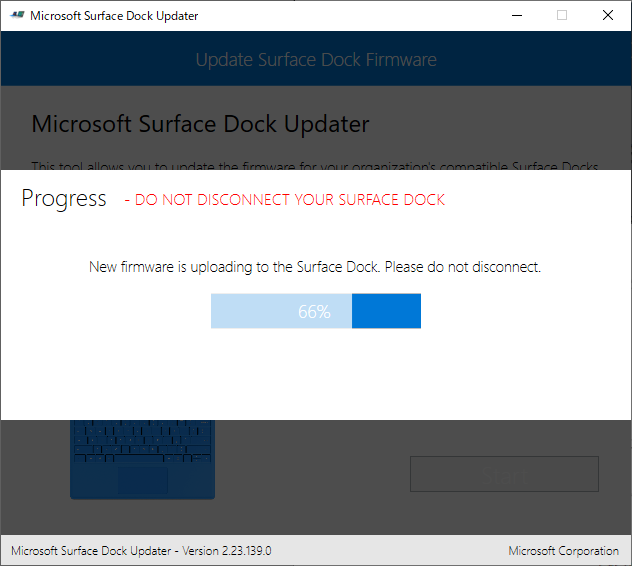 Microsoft Surface Dock Updater
Update Surface Dock Firmware
Microsoft Surface Dock Updater
This tool allows you to update the firmware for your organization's compatible Surface Docks
Progress - DO NOT DISCONNECT YOUR SURFACE DOCK
New firmware is uploading to the Surface Dock. Please do not disconnect.
66%
Microsoft Surface Dock Updater - Version 2.23.139.0
Microsoft Corporation